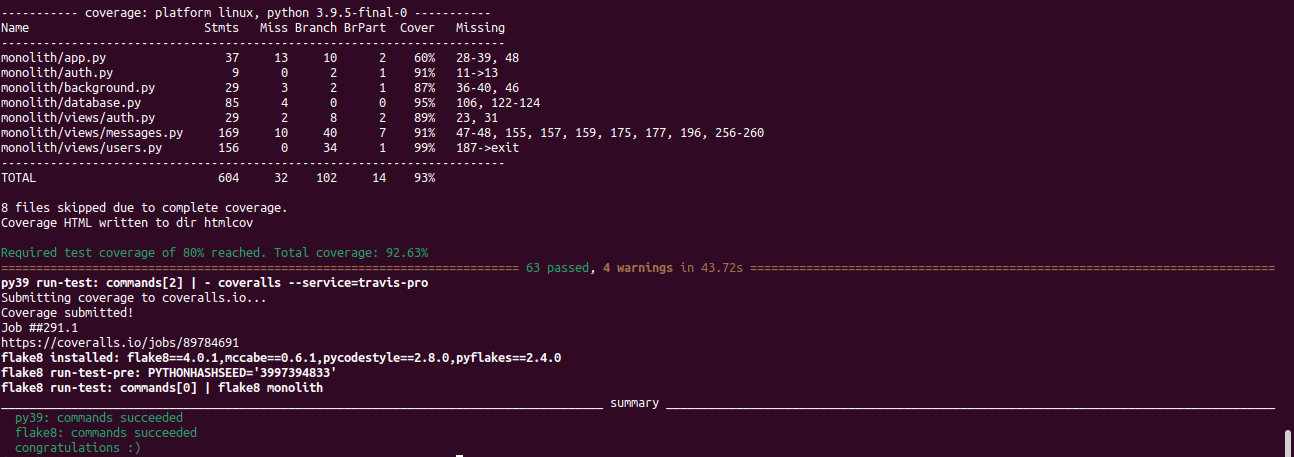 ----------- coverage: platform linux, python 3.9.5-final-0 -----------
Name                         Stmts   Miss Branch BrPart  Cover   Missing
------------------------------------------------------------------------
monolith/app.py                 37     13     10      2    60%   28-39, 48
monolith/auth.py                 9      0      2      1    91%   11->13
monolith/background.py          29      3      2      1    87%   36-40, 46
monolith/database.py            85      4      0      0    95%   106, 122-124
monolith/views/auth.py          29      2      8      2    89%   23, 31
monolith/views/messages.py     169     10     40      7    91%   47-48, 155, 157, 159, 175, 177, 196, 256-260
monolith/views/users.py        156      0     34      1    99%   187->exit
------------------------------------------------------------------------
TOTAL                          604     32    102     14    93%
8 files skipped due to complete coverage.
Coverage HTML written to dir htmlcov
Required test coverage of 80% reached. Total coverage: 92.63%
========================================================================== 63 passed, 4 warnings in 43.72s ===========================================================================
py39 run-test: commands[2] | - coveralls --service=travis-pro
Submitting coverage to coveralls.io...
Coverage submitted!
Job ##291.1
https://coveralls.io/jobs/89784691
flake8 installed: flake8==4.0.1,mccabe==0.6.1,pycodestyle==2.8.0,pyflakes==2.4.0
flake8 run-test-pre: PYTHONHASHSEED='3997394833'
flake8 run-test: commands[0] | flake8 monolith
______________________________________________________________________________________ summary _______________________________________________________________________________________
  py39: commands succeeded
  flake8: commands succeeded
  congratulations :)